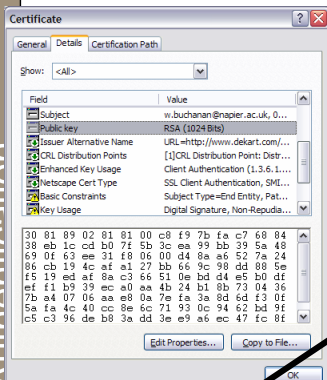 Certificate
General Details Certification Path
Show: <All>
Field Value
Subject w.buchanan@napier.ac.uk, 0...
Public key RSA (1024 Bits)
Issuer Alternative Name URL=http://www.dekart.com/...
CRL Distribution Points [1]CRL Distribution Point: Distr...
Enhanced Key Usage Client Authentication (1.3.6.1....
Netscape Cert Type SSL Client Authentication, SMI...
Basic Constraints Subject Type=End Entity, Pat...
Key Usage Digital Signature, Non-Repudia...
30 81 89 02 81 81 00 c8 f9 7b fa c7 68 84
38 eb 1c cd b0 7f 5b 3c ea 99 bb 39 5a 48
69 0f 63 ee 31 f8 06 00 d4 8a a6 52 7a 24
86 cb 19 4c af a1 27 bb 66 9c 98 dd 88 5e
f5 19 ed af 8a c3 66 51 0e bd d4 e5 b0 df
ef f1 b9 39 ec a0 aa 4b 24 b1 8b 73 04 36
7b a4 07 06 aa e8 0a 7e fa 3a 8d 6d f3 0f
5a fa 4c 40 cc 8e 6c 71 93 0c 94 62 bd 9f
c5 c3 96 de b8 3a dd 3e e9 a6 ec 47 fc 8f
Edit Properties... Copy to File...
OK